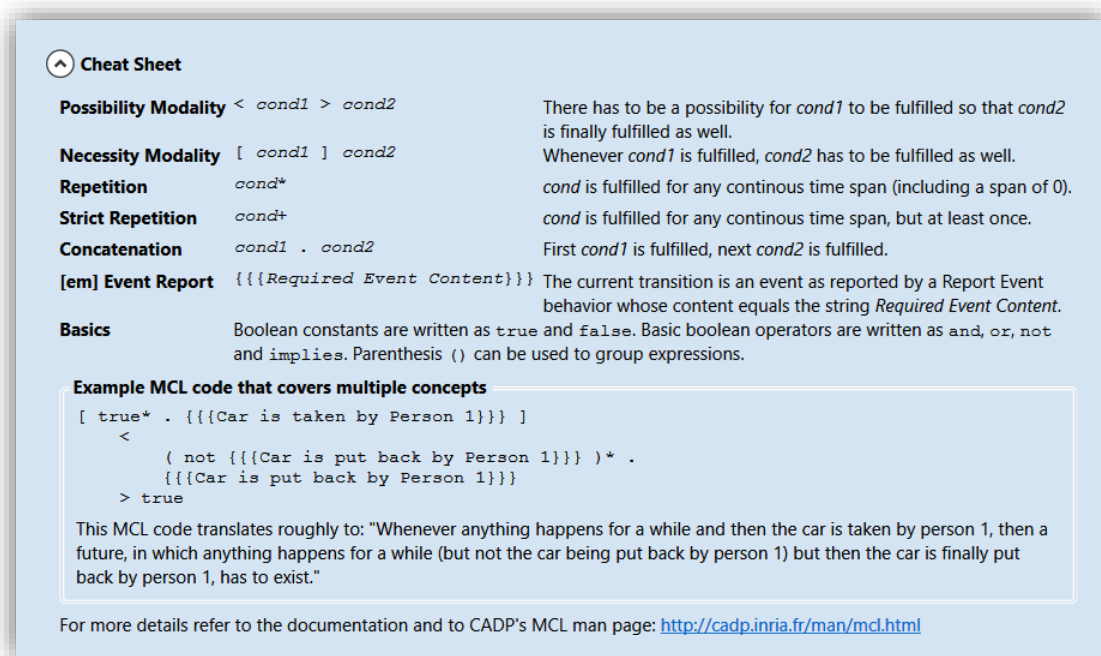 Cheat Sheet
Possibility Modality < cond1 > cond2 There has to be a possibility for cond1 to be fulfilled so that cond2
is finally fulfilled as well.
Necessity Modality [ cond1 ] cond2 Whenever cond1 is fulfilled, cond2 has to be fulfilled as well.
Repetition cond* cond is fulfilled for any continous time span (including a span of 0).
Strict Repetition cond+ cond is fulfilled for any continous time span, but at least once.
Concatenation cond1 . cond2 First cond1 is fulfilled, next cond2 is fulfilled.
[em] Event Report {{{Required Event Content}}} The current transition is an event as reported by a Report Event
behavior whose content equals the string Required Event Content.
Basics Boolean constants are written as true and false. Basic boolean operators are written as and, or, not
and implies. Parenthesis () can be used to group expressions.
Example MCL code that covers multiple concepts
[ true* . {{{Car is taken by Person 1}}} ]
<
( not {{{Car is put back by Person 1}}} )* .
{{{Car is put back by Person 1}}}
> true
This MCL code translates roughly to: "Whenever anything happens for a while and then the car is taken by person 1, then a
future, in which anything happens for a while (but not the car being put back by person 1) but then the car is finally put
back by person 1, has to exist."
For more details refer to the documentation and to CADP's MCL man page: http://cadp.inria.fr/man/mcl.html